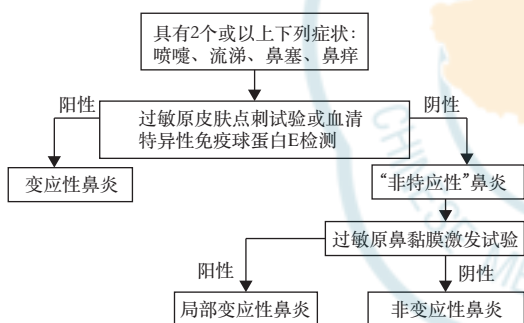 具有2个或以上下列症状：
喷嚏、流涕、鼻塞、鼻痒
阳性
阴性
过敏原皮肤点刺试验或血清
特异性免疫球蛋白E检测
变应性鼻炎
“非特应性”鼻炎
过敏原鼻黏膜激发试验
阳性
阴性
局部变应性鼻炎
非变应性鼻炎
CHINESE ME